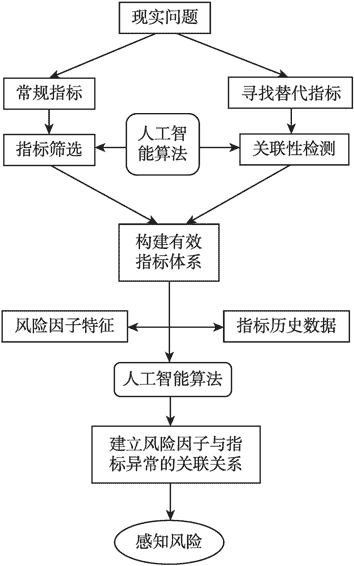 现实问题
常规指标
寻找替代指标
指标筛选
人工智
能算法
关联性检测
构建有效
指标体系
风险因子特征
指标历史数据
人工智能算法
建立风险因子与指
标异常的关联关系
感知风险